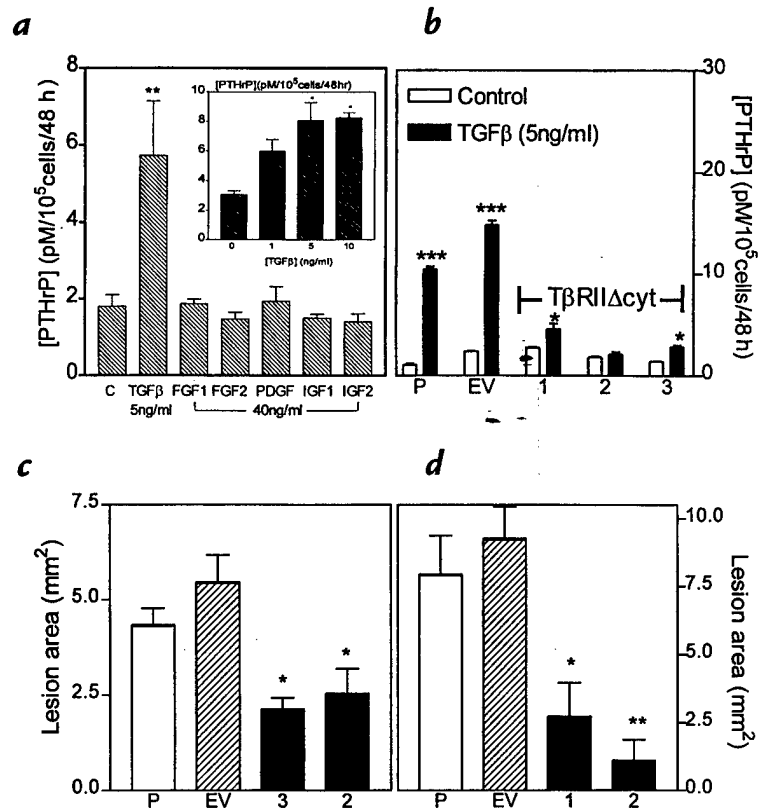 a
[PTHrP] (pM/10⁵cells/48 h)
8
6
4
2
0
**
[PTHrP](pM/10⁵cells/48hr)
10
8
6
4
2
0
*
*
0 1 5 10
[TGFβ] (ng/ml)
C TGFβ FGF1 FGF2 PDGF IGF1 IGF2
5ng/ml 40ng/ml
b
Control
TGFβ (5ng/ml)
***
***
TβRIIΔcyt
*
*
P EV 1 2 3
30
20
10
0
[PTHrP] (pM/10⁵cells/48h)
c
Lesion area (mm²)
7.5
5.0
2.5
0.0
*
*
P EV 3 2
d
*
**
P EV 1 2
10.0
7.5
5.0
2.5
0.0
Lesion area (mm²)